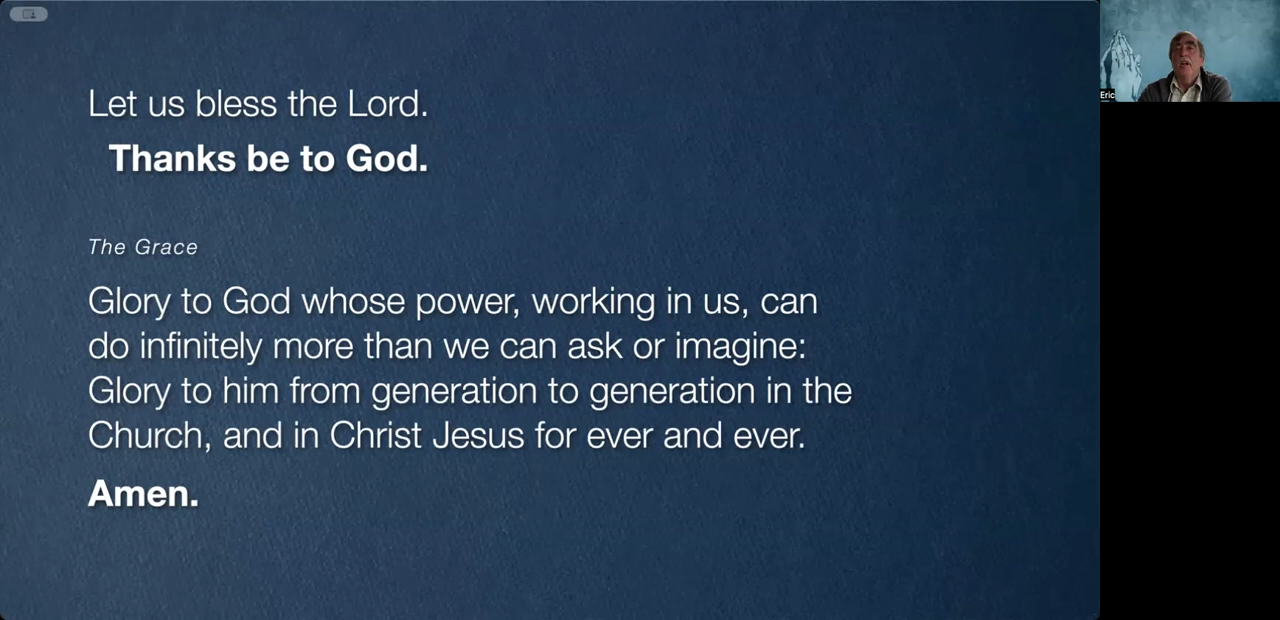 Let us bless the Lord.
Thanks be to God.
The Grace
Glory to God whose power, working in us, can
do infinitely more than we can ask or imagine:
Glory to him from generation to generation in the
Church, and in Christ Jesus for ever and ever.
Amen.
Eric